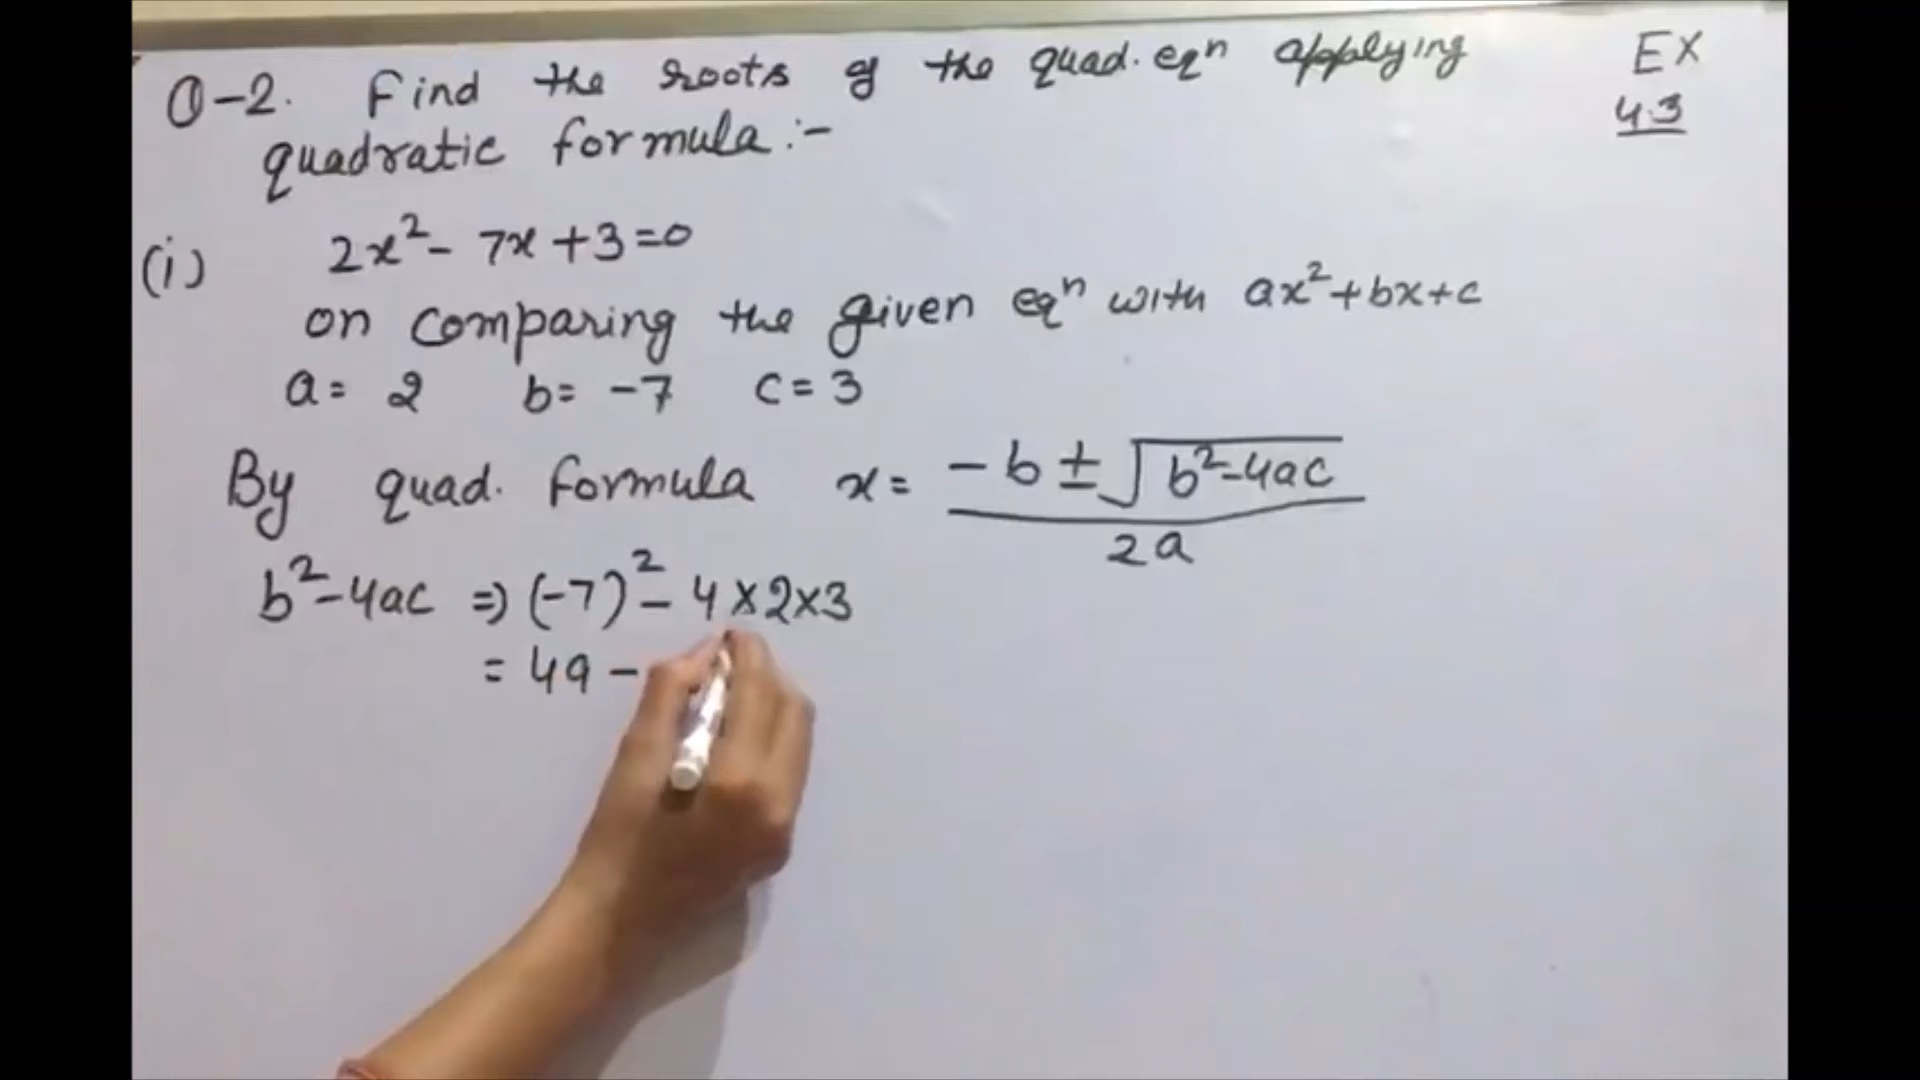 Q-2. Find the roots of the quad. eqⁿ applying
quadratic formula :-
EX
4.3
(i) 2x² - 7x + 3 = 0
on comparing the given eqⁿ with ax² + bx + c
a = 2 b = -7 c = 3
By quad. formula x = (-b ± √(b² - 4ac)) / 2a
b² - 4ac ⇒ (-7)² - 4 × 2 × 3
= 49 -